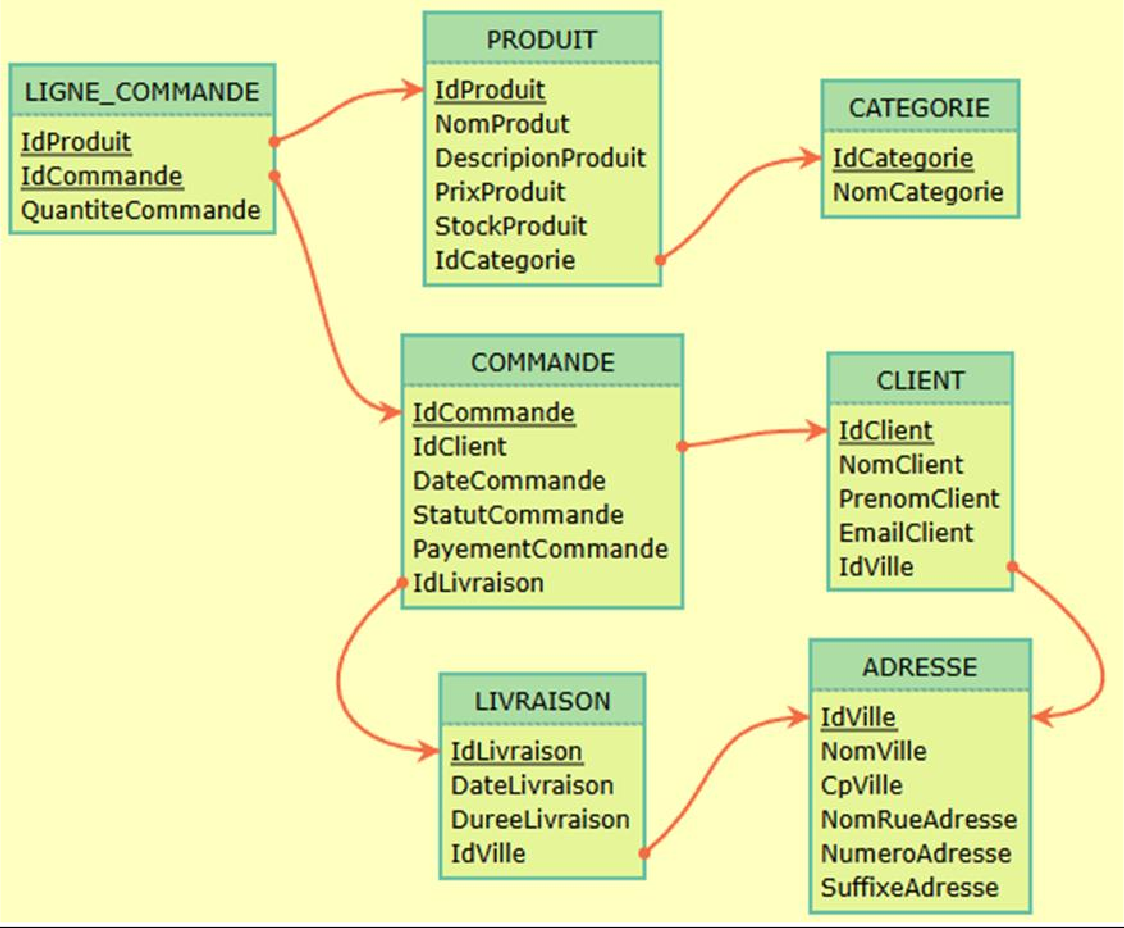 LIGNE_COMMANDE
IdProduit
IdCommande
QuantiteCommande
PRODUIT
IdProduit
NomProdut
DescripionProduit
PrixProduit
StockProduit
IdCategorie
CATEGORIE
IdCategorie
NomCategorie
COMMANDE
IdCommande
IdClient
DateCommande
StatutCommande
PayementCommande
IdLivraison
CLIENT
IdClient
NomClient
PrenomClient
EmailClient
IdVille
LIVRAISON
IdLivraison
DateLivraison
DureeLivraison
IdVille
ADRESSE
IdVille
NomVille
CpVille
NomRueAdresse
NumeroAdresse
SuffixeAdresse